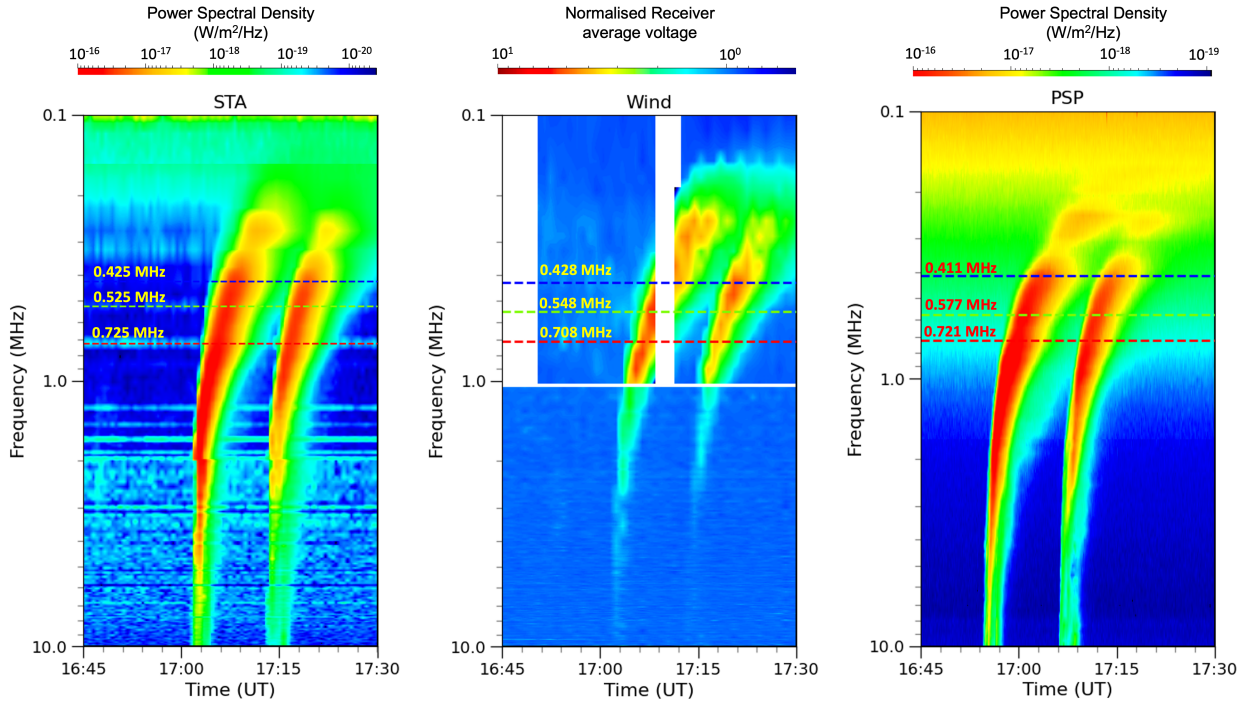 Power Spectral Density
(W/m²/Hz)
10⁻¹⁶ 10⁻¹⁷ 10⁻¹⁸ 10⁻¹⁹ 10⁻²⁰
STA
0.1
1.0
10.0
Frequency (MHz)
0.425 MHz
0.525 MHz
0.725 MHz
16:45 17:00 17:15 17:30
Time (UT)
Normalised Receiver
average voltage
10¹ 10⁰
Wind
0.1
1.0
10.0
Frequency (MHz)
0.428 MHz
0.548 MHz
0.708 MHz
16:45 17:00 17:15 17:30
Time (UT)
Power Spectral Density
(W/m²/Hz)
10⁻¹⁶ 10⁻¹⁷ 10⁻¹⁸ 10⁻¹⁹
PSP
0.1
1.0
10.0
Frequency (MHz)
0.411 MHz
0.577 MHz
0.721 MHz
16:45 17:00 17:15 17:30
Time (UT)